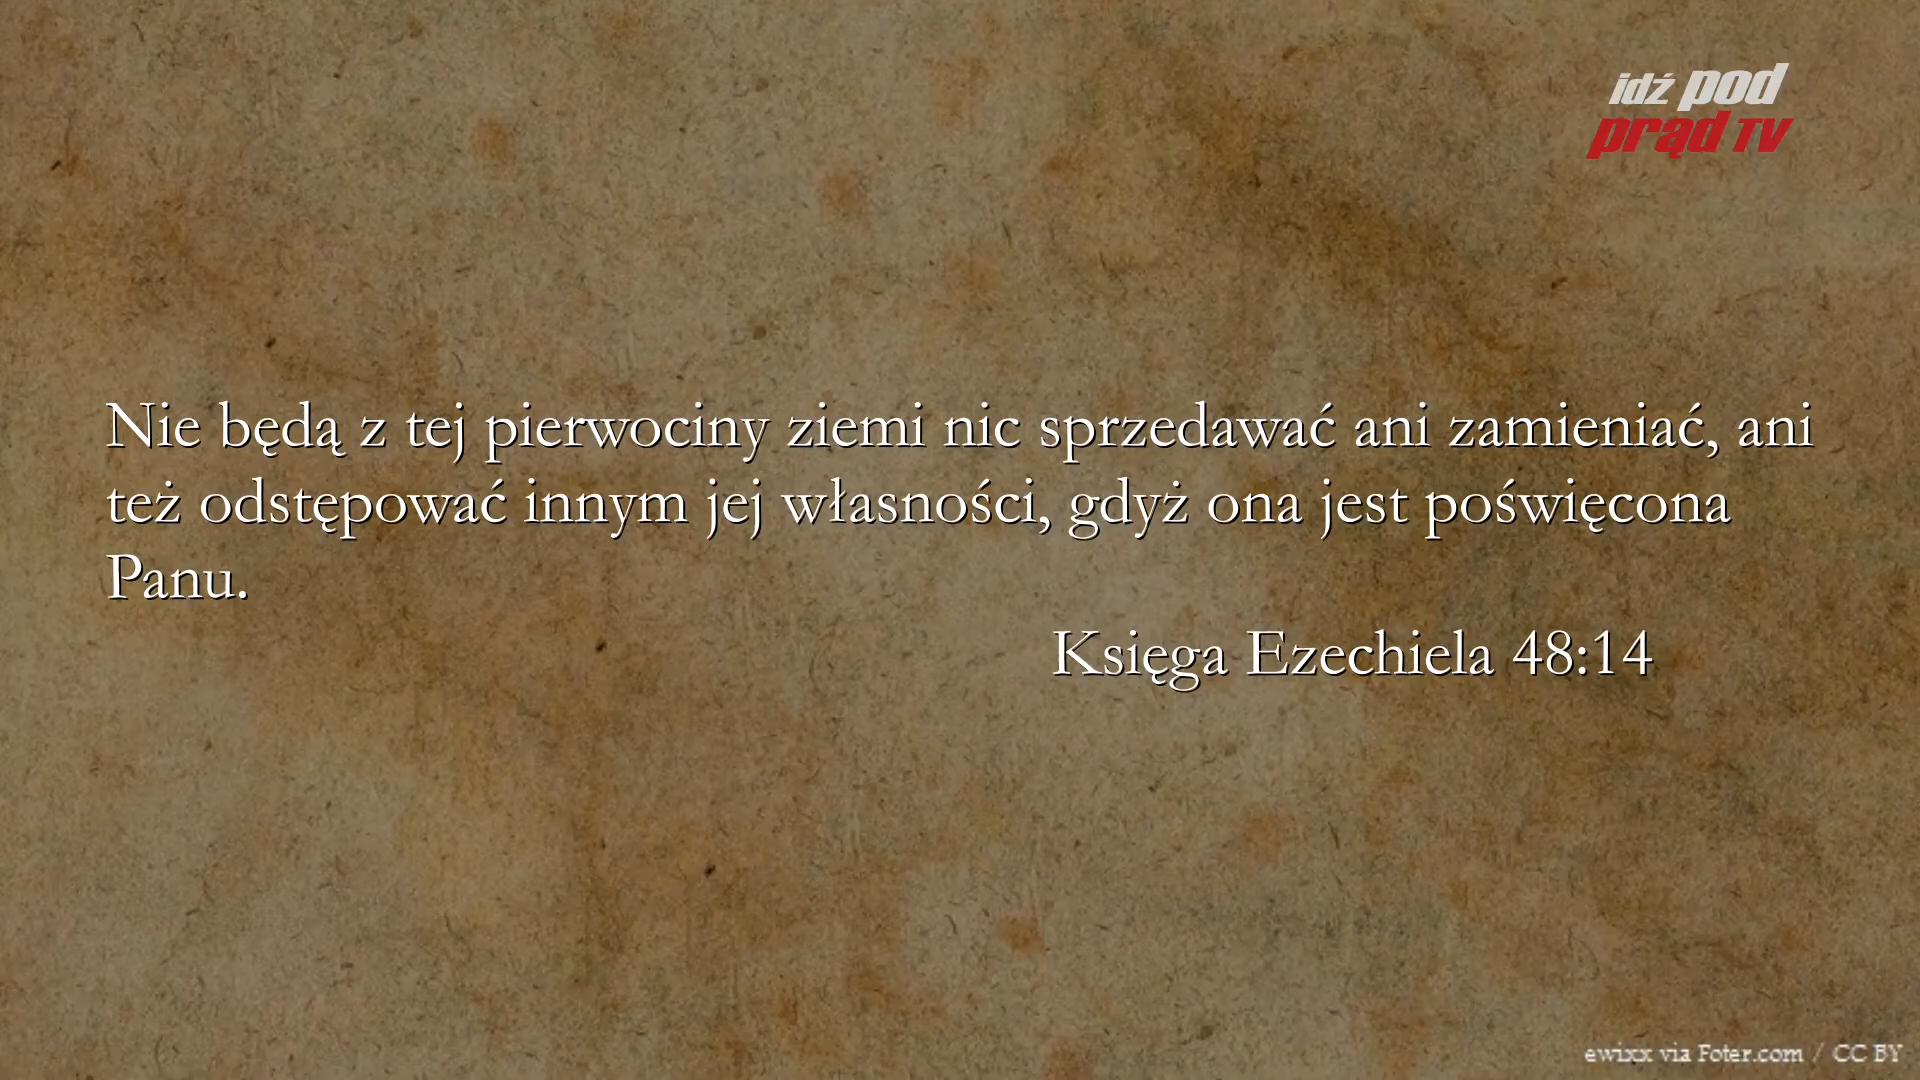 idź pod
prąd TV
Nie będą z tej pierwociny ziemi nic sprzedawać ani zamieniać, ani
też odstępować innym jej własności, gdyż ona jest poświęcona
Panu.
Księga Ezechiela 48:14
ewixx via Foter.com / CC BY